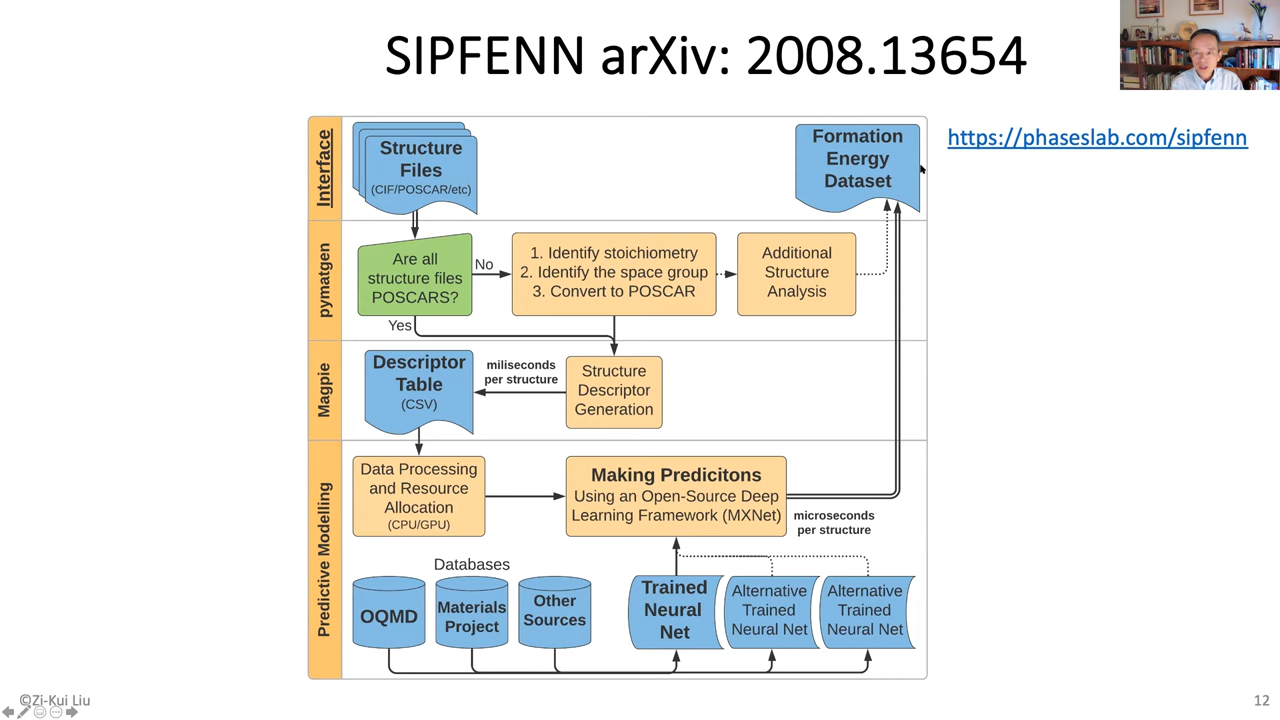 SIPFENN arXiv: 2008.13654
https://phaseslab.com/sipfenn
Interface
Structure
Files
(CIF/POSCAR/etc)
Formation
Energy
Dataset
pymatgen
Are all
structure files
POSCARS?
No
Yes
1. Identify stoichiometry
2. Identify the space group
3. Convert to POSCAR
Additional
Structure
Analysis
Magpie
Descriptor
Table
(CSV)
miliseconds
per structure
Structure
Descriptor
Generation
Predictive Modelling
Data Processing
and Resource
Allocation
(CPU/GPU)
Making Predicitons
Using an Open-Source Deep
Learning Framework (MXNet)
microseconds
per structure
Databases
OQMD
Materials
Project
Other
Sources
Trained
Neural
Net
Alternative
Trained
Neural Net
Alternative
Trained
Neural Net
©Zi-Kui Liu
12